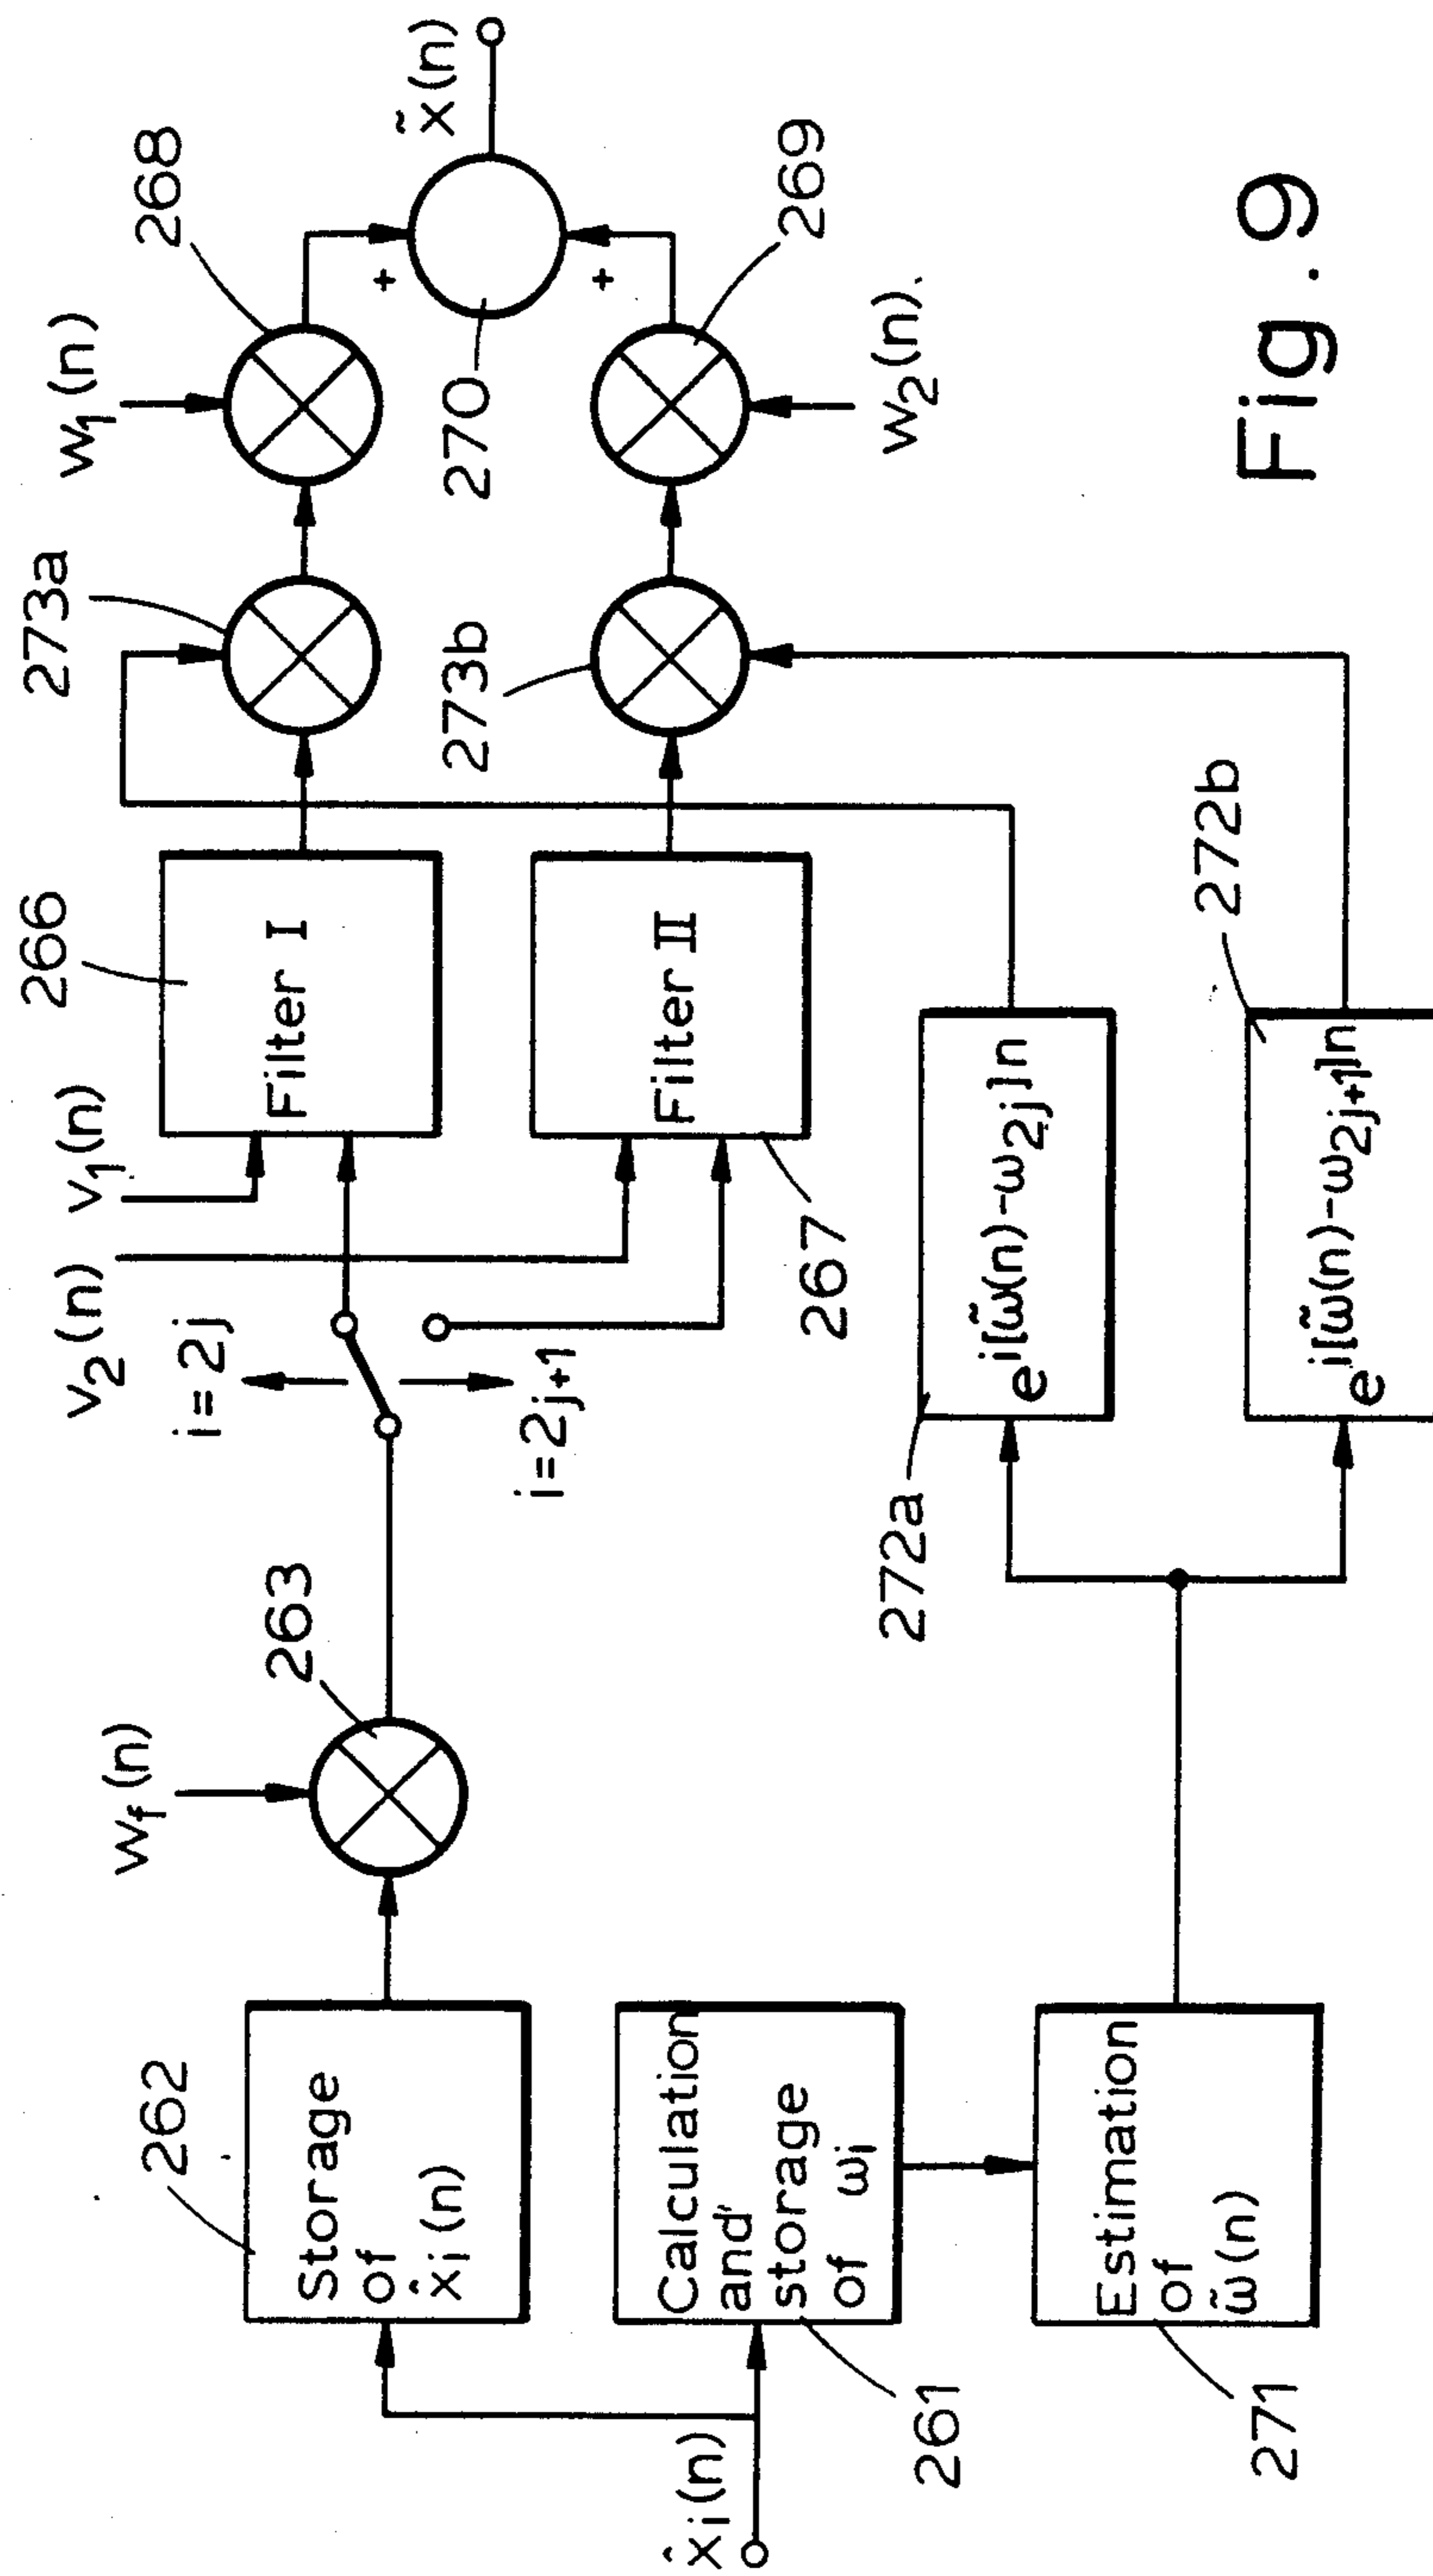 x̂i(n)
262
Storage
of
x̂i(n)
Calculation
and'
storage
of ωi
261
Estimation
of
ω̃(n)
271
wf(n)
263
i=2j
i=2j+1
v2(n)
v1(n)
266
Filter I
Filter II
267
272a
e^i[ω̃(n)-ω2j]n
272b
e^i[ω̃(n)-ω2j+1]n
273a
273b
w1(n)
268
+
270
+
w2(n).
269
x̃(n)
Fig. 9